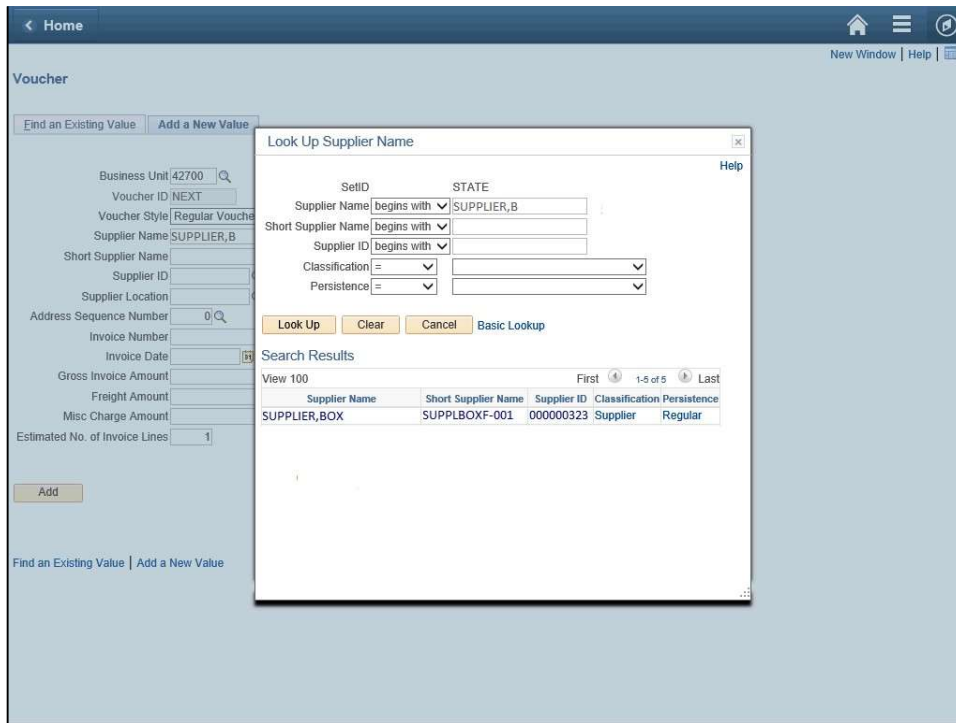 Home
New Window | Help |
Voucher
Find an Existing Value Add a New Value
Business Unit 42700
Voucher ID NEXT
Voucher Style Regular Vouche
Supplier Name SUPPLIER,B
Short Supplier Name
Supplier ID
Supplier Location
Address Sequence Number 0
Invoice Number
Invoice Date
Gross Invoice Amount
Freight Amount
Misc Charge Amount
Estimated No. of Invoice Lines 1
Add
Find an Existing Value | Add a New Value
Look Up Supplier Name
Help
SetID STATE
Supplier Name begins with SUPPLIER,B
Short Supplier Name begins with
Supplier ID begins with
Classification =
Persistence =
Look Up Clear Cancel Basic Lookup
Search Results
View 100 First 1-5 of 5 Last
Supplier Name Short Supplier Name Supplier ID Classification Persistence
SUPPLIER,BOX SUPPLBOXF-001 000000323 Supplier Regular